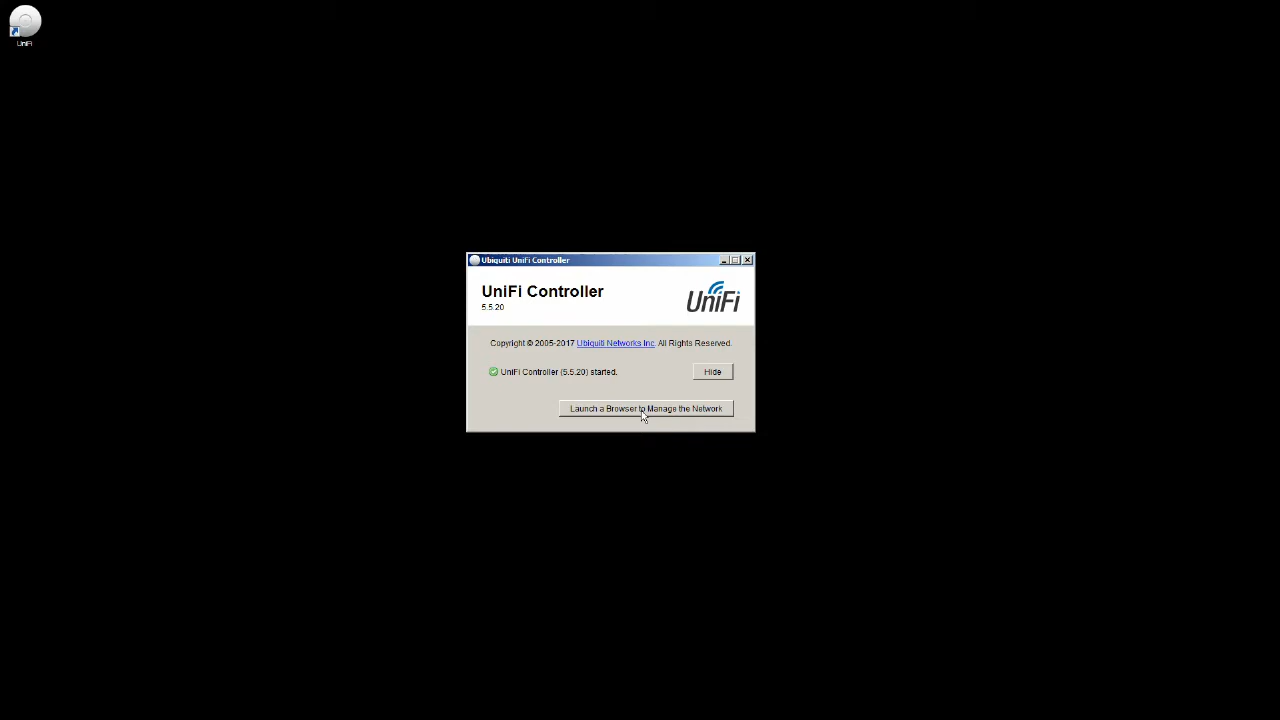 UniFi
Ubiquiti UniFi Controller
UniFi Controller
5.5.20
UniFi
Copyright © 2005-2017 Ubiquiti Networks Inc. All Rights Reserved.
UniFi Controller (5.5.20) started.
Hide
Launch a Browser to Manage the Network